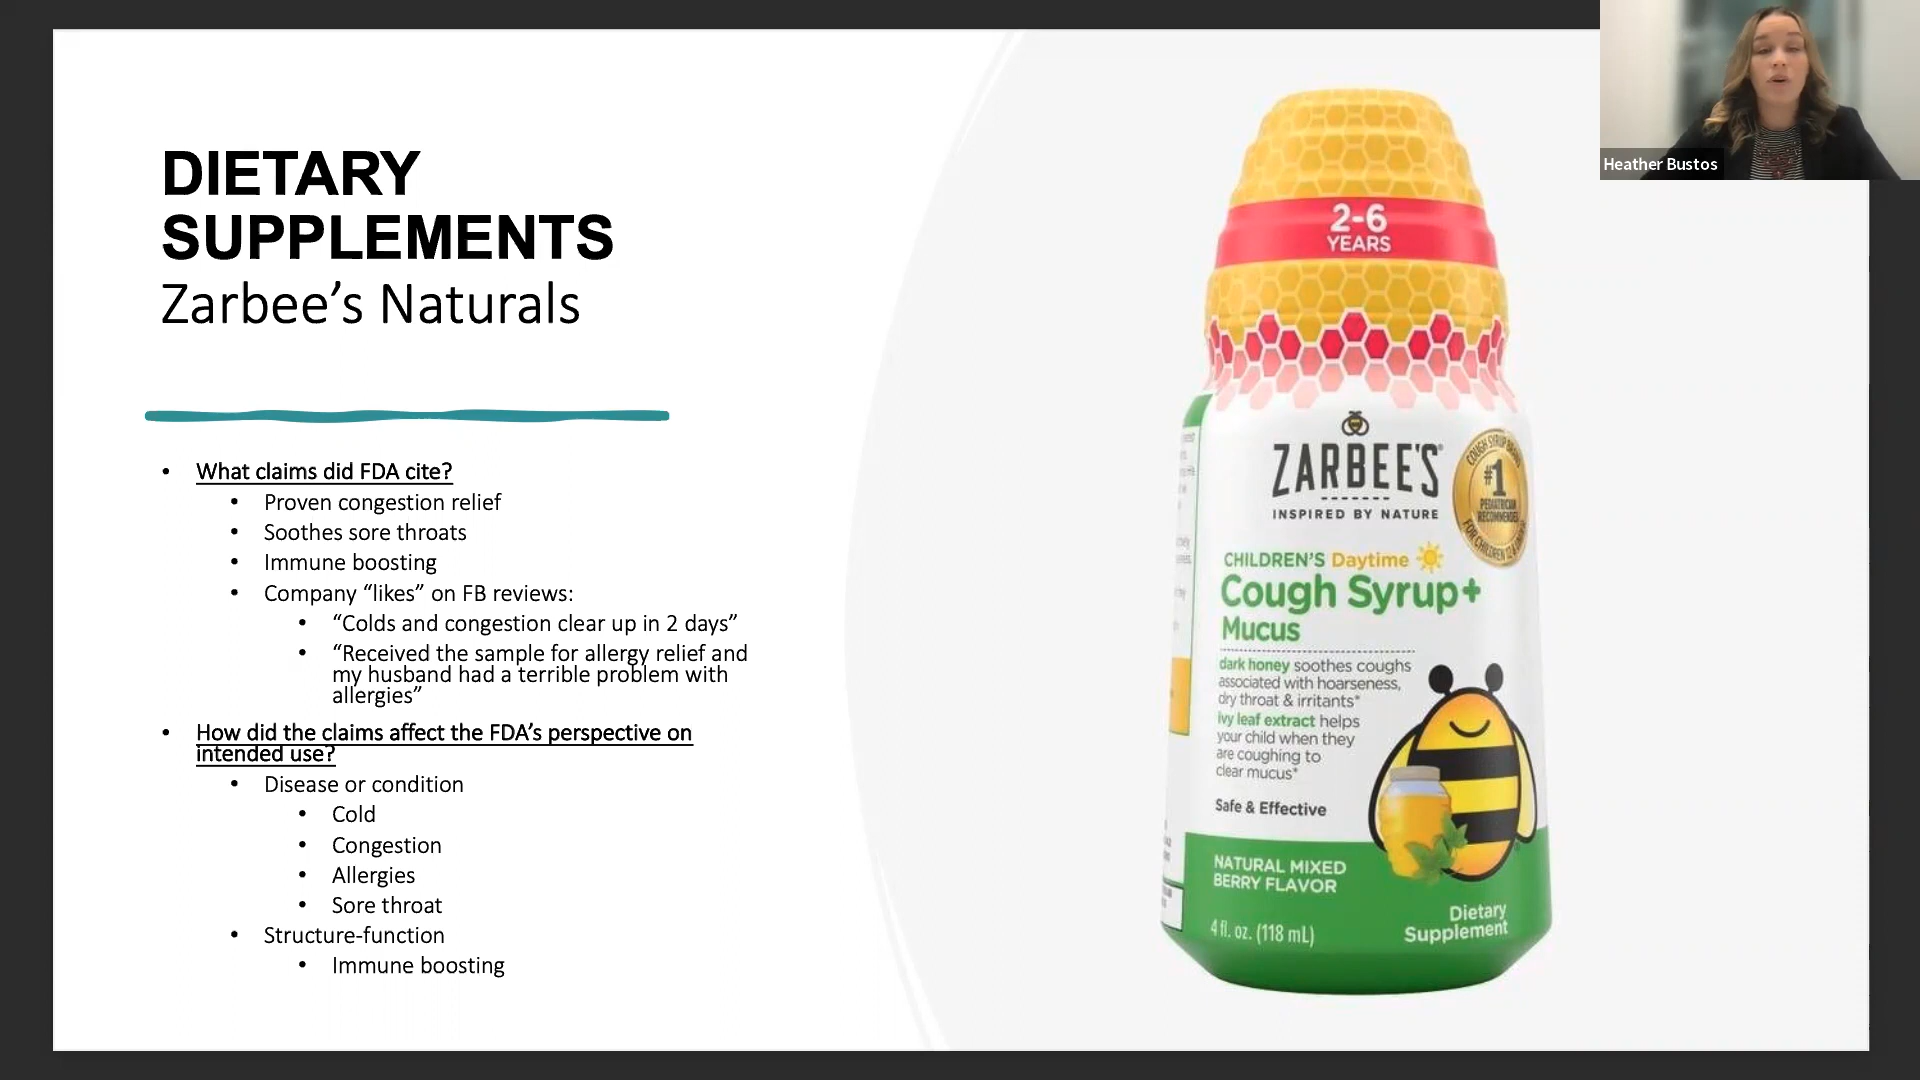 DIETARY
SUPPLEMENTS
Zarbee’s Naturals
• What claims did FDA cite?
• Proven congestion relief
• Soothes sore throats
• Immune boosting
• Company “likes” on FB reviews:
• “Colds and congestion clear up in 2 days”
• “Received the sample for allergy relief and
my husband had a terrible problem with
allergies”
• How did the claims affect the FDA’s perspective on
intended use?
• Disease or condition
• Cold
• Congestion
• Allergies
• Sore throat
• Structure-function
• Immune boosting
2-6
YEARS
ZARBEE'S
INSPIRED BY NATURE
COUGH SYRUP BRAND
#1
PEDIATRICIAN
RECOMMENDED
CHILDREN'S Daytime
Cough Syrup+
Mucus
dark honey soothes coughs
associated with hoarseness,
dry throat & irritants*
ivy leaf extract helps
your child when they
are coughing to
clear mucus*
Safe & Effective
NATURAL MIXED
BERRY FLAVOR
4 fl. oz. (118 mL)
Dietary
Supplement
Heather Bustos